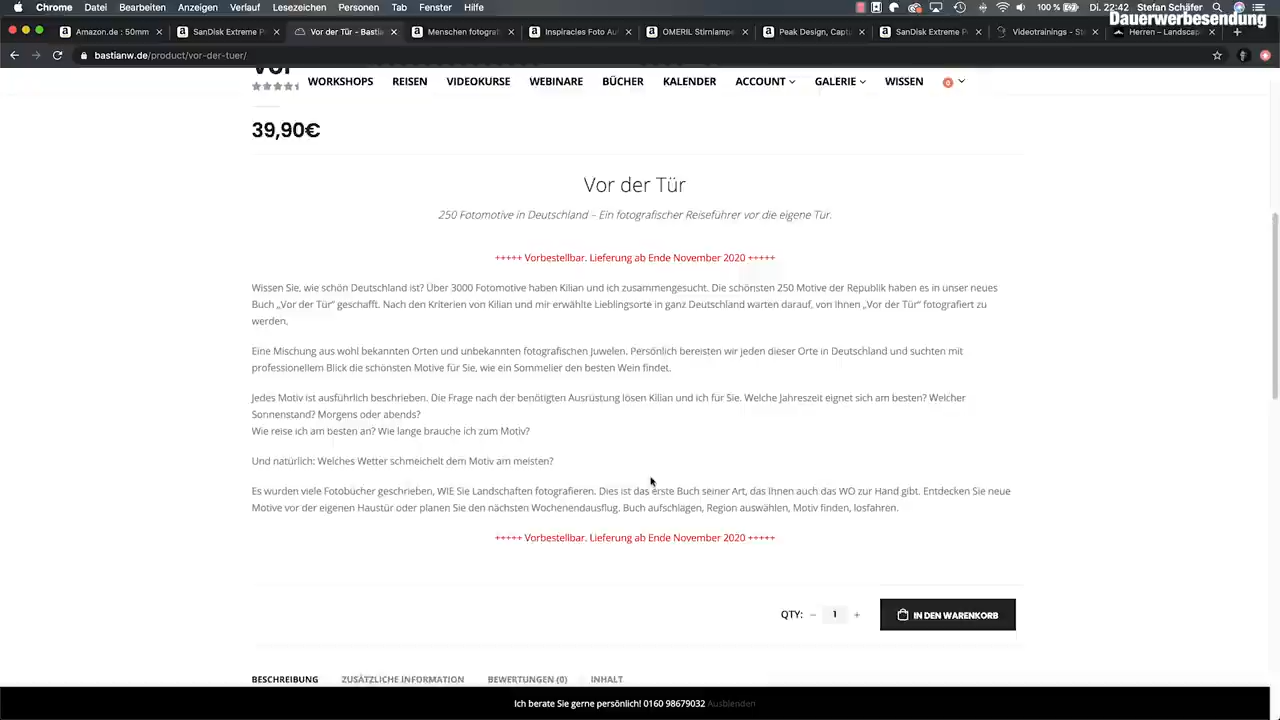 Chrome Ablage Bearbeiten Anzeigen Verlauf Lesezeichen Personen Tab Fenster Hilfe 100 % Stefan Schäfer
Dauerwerbesendung
Amazon.de : 50mm
SanDisk Extreme P
Vor der Tür – Bastia
Menschen fotograf
Inspiracles Foto Au
OMERIL Stirnlampe
Peak Design, Captu
SanDisk Extreme P
Videotrainings – St
Herren – Landscap
bastianw.de/product/vor-der-tuer/
WORKSHOPS REISEN VIDEOKURSE WEBINARE BÜCHER KALENDER ACCOUNT GALERIE WISSEN 0
39,90€
Vor der Tür
250 Fotomotive in Deutschland – Ein fotografischer Reiseführer vor die eigene Tür.
+++++ Vorbestellbar. Lieferung ab Ende November 2020 +++++
Wissen Sie, wie schön Deutschland ist? Über 3000 Fotomotive haben Kilian und ich zusammengesucht. Die schönsten 250 Motive der Republik haben es in unser neues
Buch „Vor der Tür“ geschafft. Nach den Kriterien von Kilian und mir erwählte Lieblingsorte in ganz Deutschland warten darauf, von Ihnen „Vor der Tür“ fotografiert zu
werden.
Eine Mischung aus wohl bekannten Orten und unbekannten fotografischen Juwelen. Persönlich bereisten wir jeden dieser Orte in Deutschland und suchten mit
professionellem Blick die schönsten Motive für Sie, wie ein Sommelier den besten Wein findet.
Jedes Motiv ist ausführlich beschrieben. Die Frage nach der benötigten Ausrüstung lösen Kilian und ich für Sie. Welche Jahreszeit eignet sich am besten? Welcher
Sonnenstand? Morgens oder abends?
Wie reise ich am besten an? Wie lange brauche ich zum Motiv?
Und natürlich: Welches Wetter schmeichelt dem Motiv am meisten?
Es wurden viele Fotobücher geschrieben, WIE Sie Landschaften fotografieren. Dies ist das erste Buch seiner Art, das Ihnen auch das WO zur Hand gibt. Entdecken Sie neue
Motive vor der eigenen Haustür oder planen Sie den nächsten Wochenendausflug. Buch aufschlagen, Region auswählen, Motiv finden, losfahren.
+++++ Vorbestellbar. Lieferung ab Ende November 2020 +++++
QTY: − 1 + IN DEN WARENKORB
BESCHREIBUNG ZUSÄTZLICHE INFORMATION BEWERTUNGEN (0) INHALT
Ich berate Sie gerne persönlich! 0160 98679032 Ausblenden